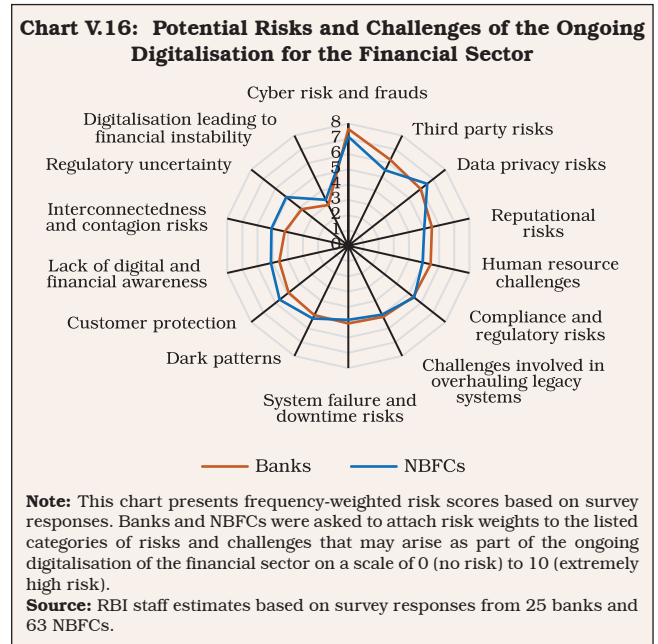 Chart V.16: Potential Risks and Challenges of the Ongoing
Digitalisation for the Financial Sector
Cyber risk and frauds
Digitalisation leading to
financial instability
Third party risks
Regulatory uncertainty
Data privacy risks
Interconnectedness
and contagion risks
Reputational
risks
Lack of digital and
financial awareness
Human resource
challenges
Customer protection
Compliance and
regulatory risks
Dark patterns
Challenges involved in
overhauling legacy
systems
System failure and
downtime risks
8
7
6
5
4
3
2
1
0
Banks
NBFCs
Note: This chart presents frequency-weighted risk scores based on survey
responses. Banks and NBFCs were asked to attach risk weights to the listed
categories of risks and challenges that may arise as part of the ongoing
digitalisation of the financial sector on a scale of 0 (no risk) to 10 (extremely
high risk).
Source: RBI staff estimates based on survey responses from 25 banks and
63 NBFCs.